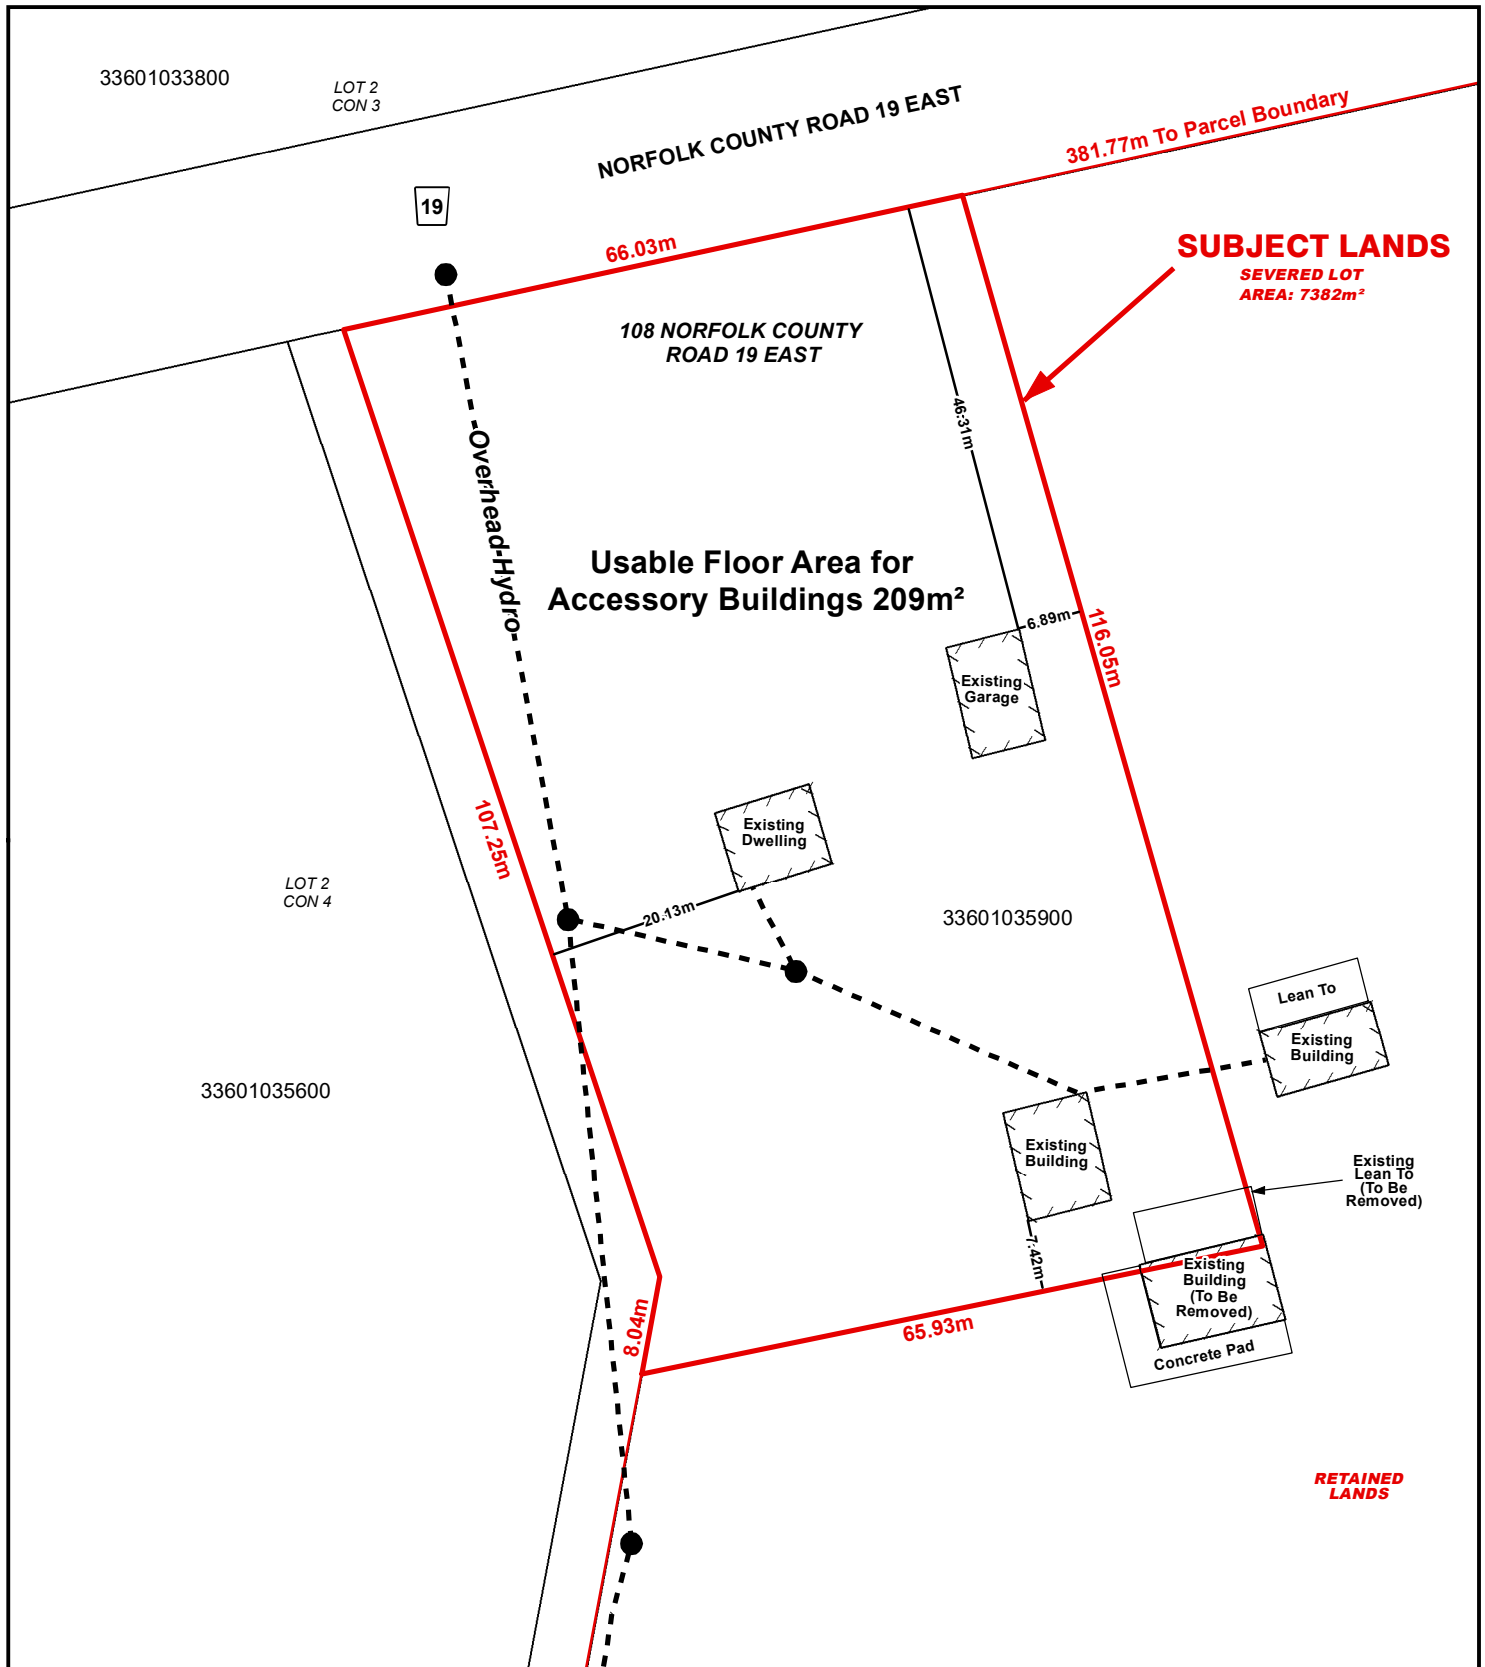 33601033800
LOT 2
CON 3
NORFOLK COUNTY ROAD 19 EAST
381.77m To Parcel Boundary
19
66.03m
SUBJECT LANDS
SEVERED LOT
AREA: 7382m²
108 NORFOLK COUNTY
ROAD 19 EAST
46.31m
Overhead Hydro
Usable Floor Area for
Accessory Buildings 209m²
6.89m
116.05m
Existing
Garage
107.25m
Existing
Dwelling
LOT 2
CON 4
20.13m
33601035900
Lean To
Existing
Building
33601035600
Existing
Building
Existing
Lean To
(To Be
Removed)
7.42m
Existing
Building
(To Be
Removed)
8.04m
65.93m
Concrete Pad
RETAINED
LANDS